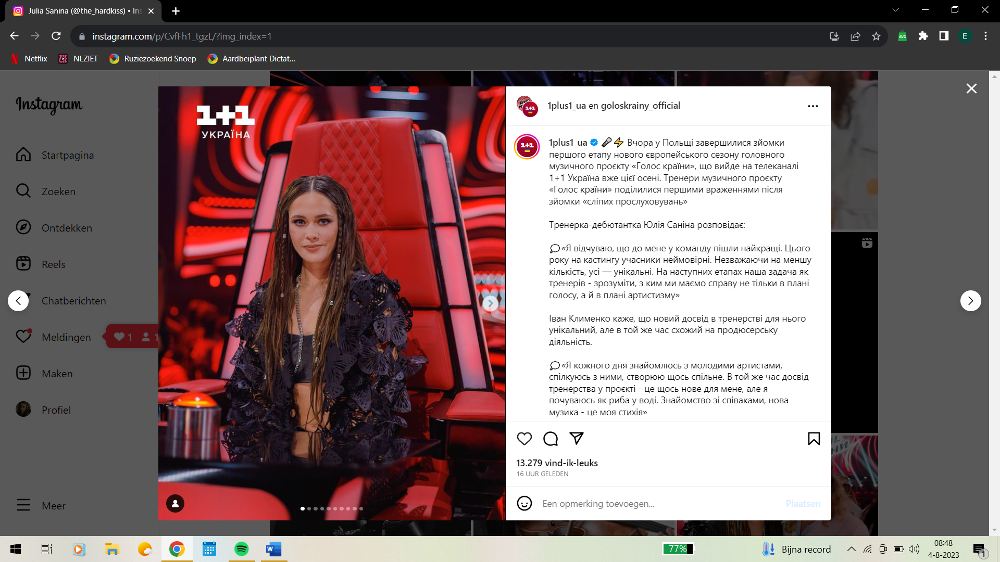 Julia Sanina (@the_hardkiss) • Ins
instagram.com/p/CvfFh1_tgzL/?img_index=1
AVG
E
Netflix
NLZIET
Ruziezoekend Snoep
Aardbeiplant Dictat...
Instagram
Startpagina
Zoeken
Ontdekken
Reels
Chatberichten
Meldingen
1
1
Maken
Profiel
Meer
1+1
УКРАЇНА
1+1
1plus1_ua en goloskrainy_official
1+1
1plus1_ua 🎤⚡ Вчора у Польщі завершилися зйомки
першого етапу нового європейського сезону головного
музичного проєкту «Голос країни», що вийде на телеканалі
1+1 Україна вже цієї осені. Тренери музичного проєкту
«Голос країни» поділилися першими враженнями після
зйомки «сліпих прослуховувань»
Тренерка-дебютантка Юлія Саніна розповідає:
💭«Я відчуваю, що до мене у команду пішли найкращі. Цього
року на кастингу учасники неймовірні. Незважаючи на меншу
кількість, усі — унікальні. На наступних етапах наша задача як
тренерів - зрозуміти, з ким ми маємо справу не тільки в плані
голосу, а й в плані артистизму»
Іван Клименко каже, що новий досвід в тренерстві для нього
унікальний, але в той же час схожий на продюсерську
діяльність.
💭«Я кожного дня знайомлюсь з молодими артистами,
спілкуюсь з ними, створюю щось спільне. В той же час досвід
тренерства у проєкті - це щось нове для мене, але я
почуваюсь як риба у воді. Знайомство зі співаками, нова
музика - це моя стихія»
13.279 vind-ik-leuks
16 UUR GELEDEN
Een opmerking toevoegen...
Plaatsen
77%
Bijna record
08:48
4-8-2023
1